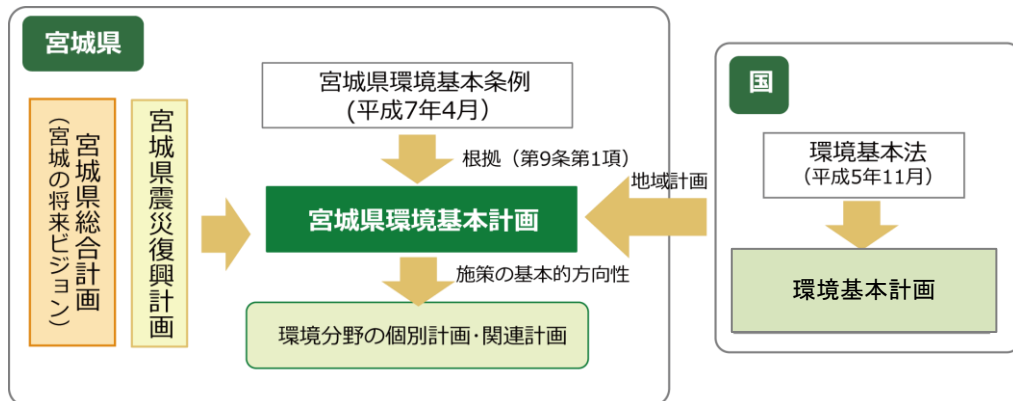 宮城県
宮城県総合計画
（宮城の将来ビジョン）
宮城県震災復興計画
宮城県環境基本条例
(平成7年4月）
根拠（第9条第1項）
宮城県環境基本計画
施策の基本的方向性
環境分野の個別計画・関連計画
地域計画
国
環境基本法
（平成5年11月）
環境基本計画